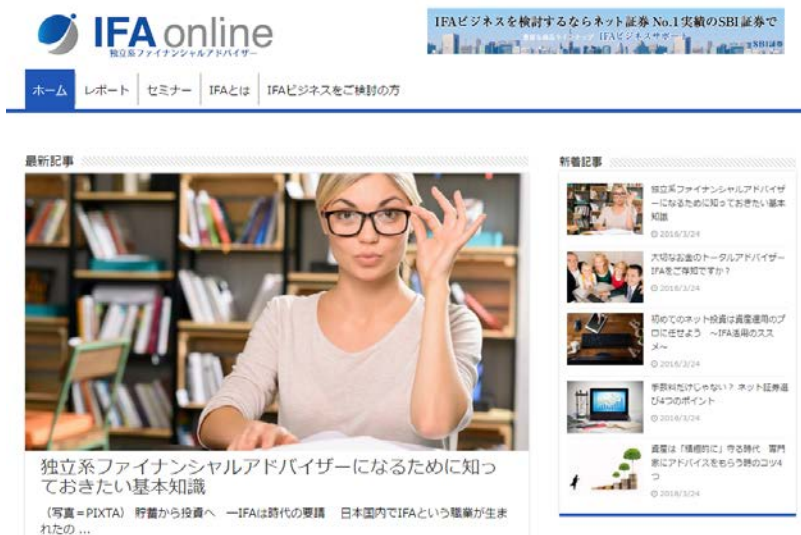 IFA online
独立系ファイナンシャルアドバイザー
IFAビジネスを検討するならネット証券 No.1実績のSBI証券で
IFAビジネスサポート
SBI証券
ホーム
レポート
セミナー
IFAとは
IFAビジネスをご検討の方
最新記事
独立系ファイナンシャルアドバイザーになるために知っ
ておきたい基本知識
(写真=PIXTA) 貯蓄から投資へ ―IFAは時代の要請 日本国内でIFAという職業が生ま
れたの ...
新着記事
独立系ファイナンシャルアドバイザ
ーになるために知っておきたい基本
知識
2016/3/24
大切なお金のトータルアドバイザー
IFAをご存知ですか?
2016/3/24
初めてのネット投資は資産運用のプ
ロに任せよう ~IFA活用のスス
メ~
2016/3/24
手数料だけじゃない? ネット証券選
び4つのポイント
2016/3/24
資産は「積極的に」守る時代 専門
家にアドバイスをもらう時のコツ4
つ
2016/3/24